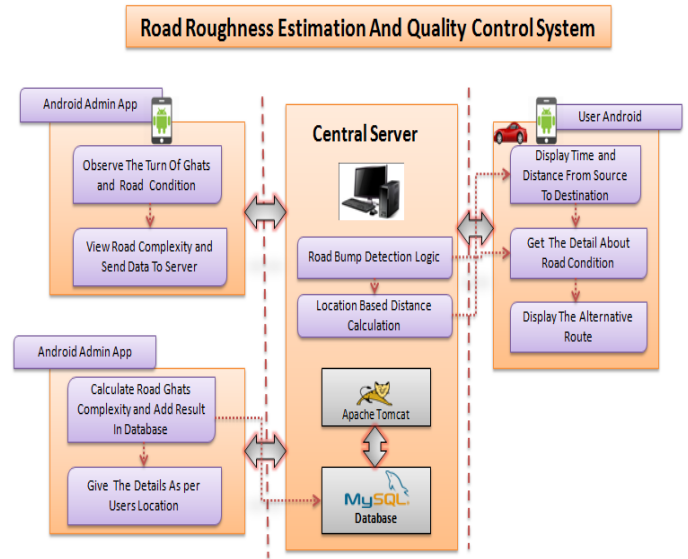 Road Roughness Estimation And Quality Control System
Android Admin App
Observe The Turn Of Ghats
and Road Condition
View Road Complexity and
Send Data To Server
Android Admin App
Calculate Road Ghats
Complexity and Add Result
In Database
Give The Details As per
Users Location
Central Server
Road Bump Detection Logic
Location Based Distance
Calculation
Apache Tomcat
MySQL
Database
User Android
Display Time and
Distance From Source
To Destination
Get The Detail About
Road Condition
Display The Alternative
Route